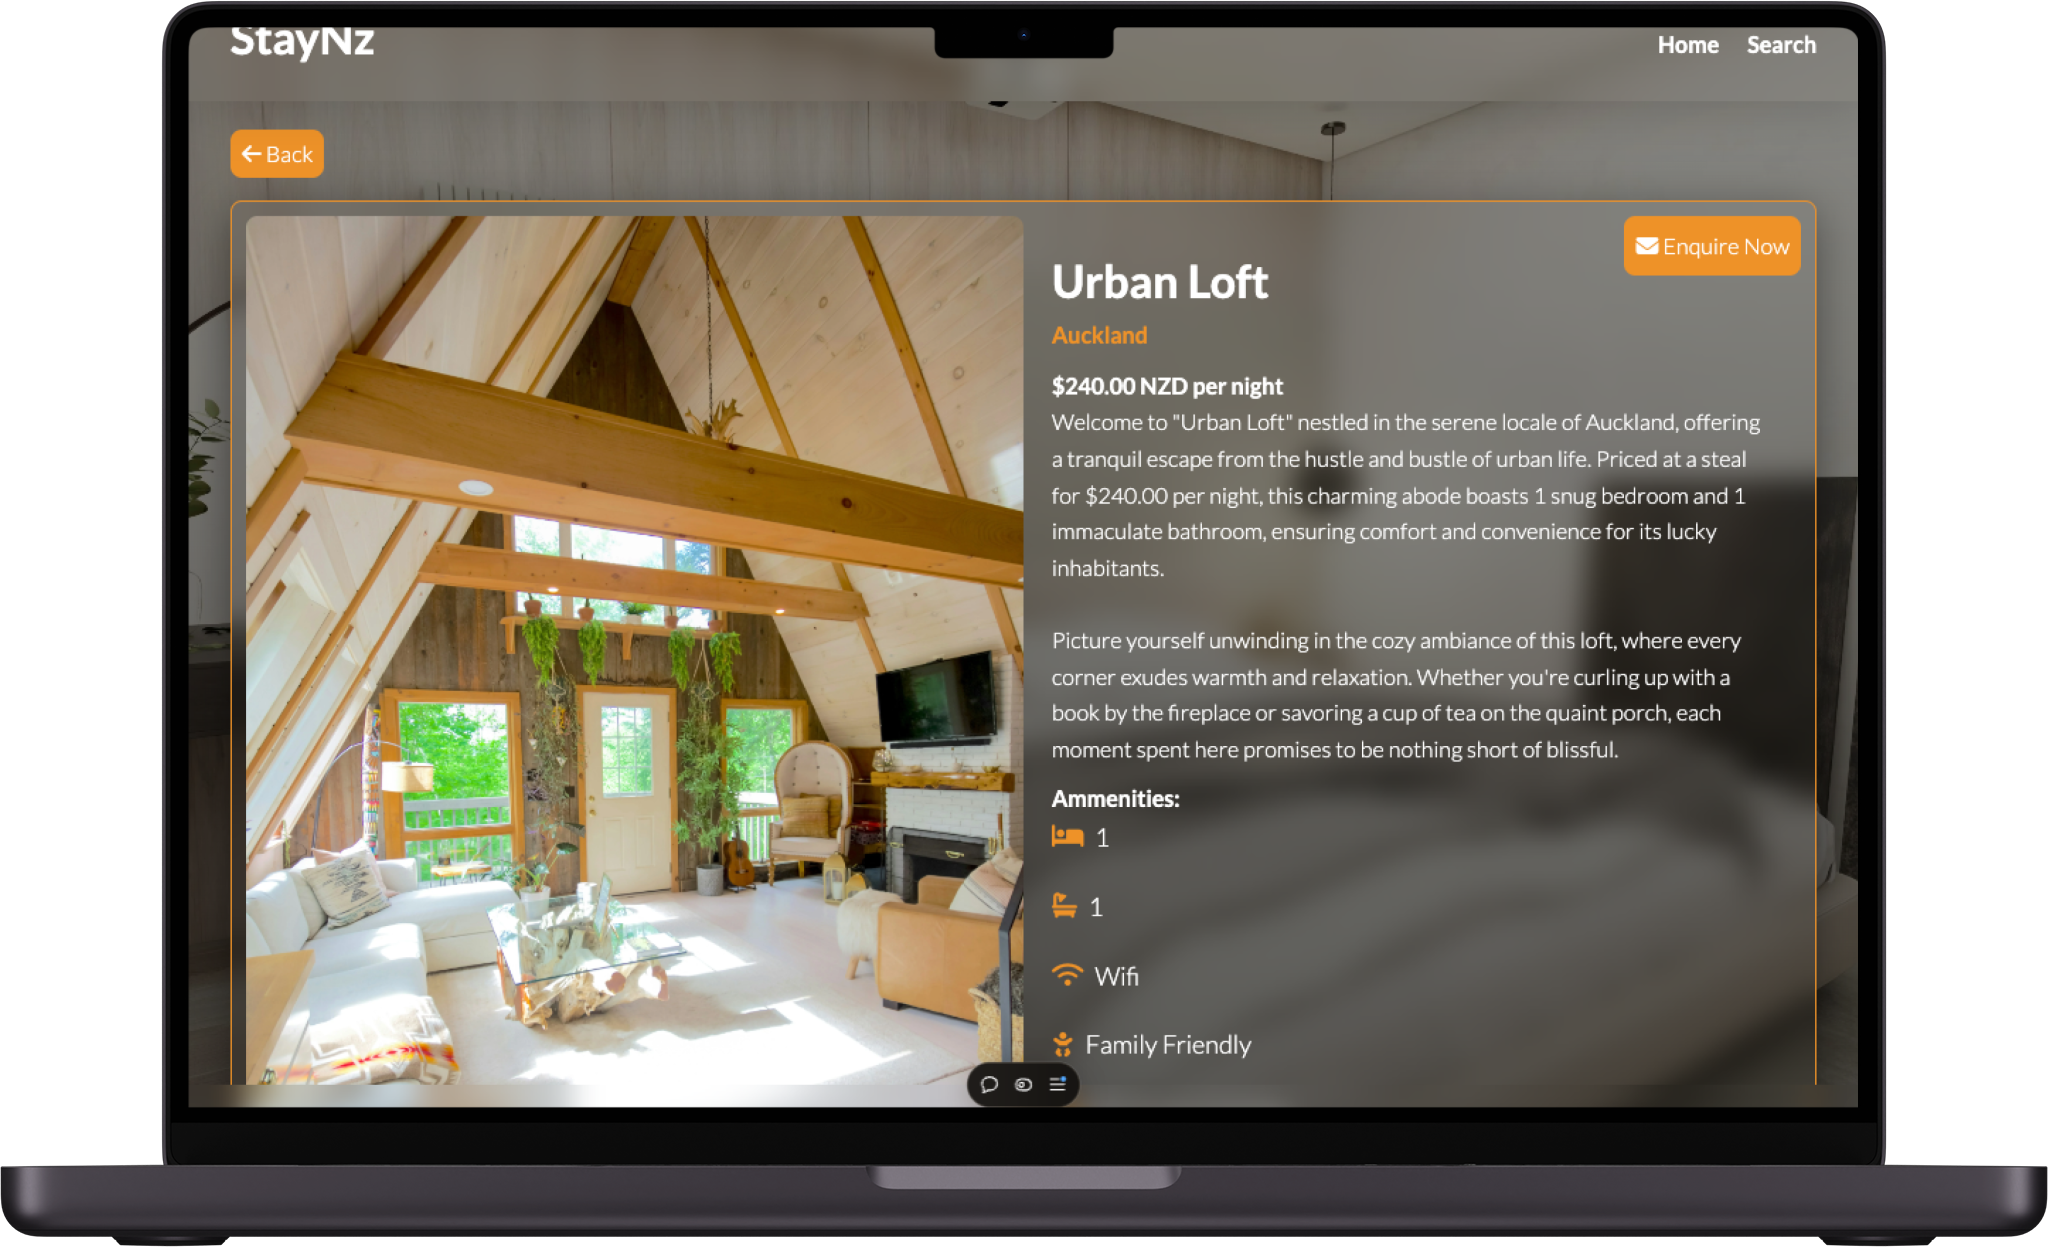 StayNz
Home Search
Back
Enquire Now
Urban Loft
Auckland
$240.00 NZD per night
Welcome to "Urban Loft" nestled in the serene locale of Auckland, offering
a tranquil escape from the hustle and bustle of urban life. Priced at a steal
for $240.00 per night, this charming abode boasts 1 snug bedroom and 1
immaculate bathroom, ensuring comfort and convenience for its lucky
inhabitants.
Picture yourself unwinding in the cozy ambiance of this loft, where every
corner exudes warmth and relaxation. Whether you're curling up with a
book by the fireplace or savoring a cup of tea on the quaint porch, each
moment spent here promises to be nothing short of blissful.
Ammenities:
1
1
Wifi
Family Friendly